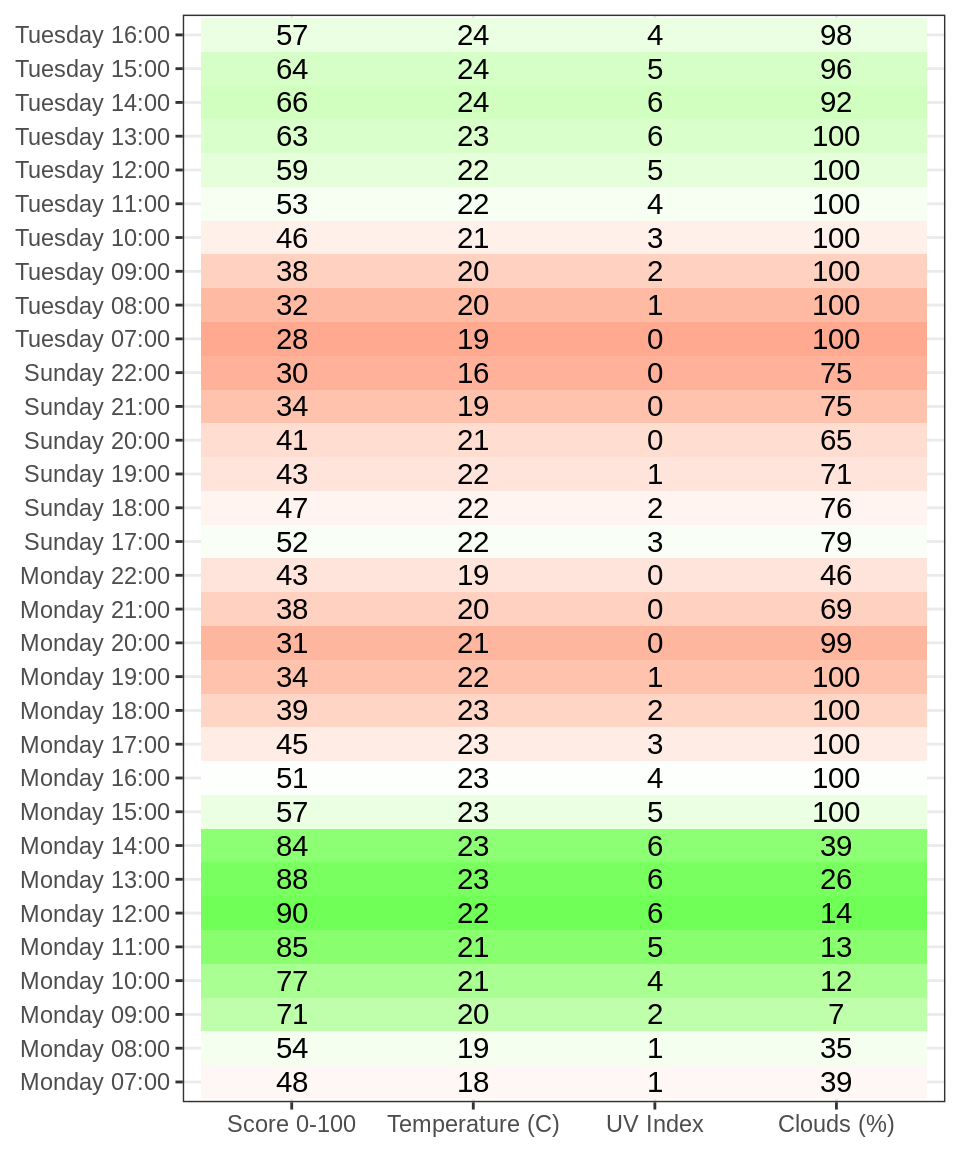 Tuesday 16:00 57 24 4 98
Tuesday 15:00 64 24 5 96
Tuesday 14:00 66 24 6 92
Tuesday 13:00 63 23 6 100
Tuesday 12:00 59 22 5 100
Tuesday 11:00 53 22 4 100
Tuesday 10:00 46 21 3 100
Tuesday 09:00 38 20 2 100
Tuesday 08:00 32 20 1 100
Tuesday 07:00 28 19 0 100
Sunday 22:00 30 16 0 75
Sunday 21:00 34 19 0 75
Sunday 20:00 41 21 0 65
Sunday 19:00 43 22 1 71
Sunday 18:00 47 22 2 76
Sunday 17:00 52 22 3 79
Monday 22:00 43 19 0 46
Monday 21:00 38 20 0 69
Monday 20:00 31 21 0 99
Monday 19:00 34 22 1 100
Monday 18:00 39 23 2 100
Monday 17:00 45 23 3 100
Monday 16:00 51 23 4 100
Monday 15:00 57 23 5 100
Monday 14:00 84 23 6 39
Monday 13:00 88 23 6 26
Monday 12:00 90 22 6 14
Monday 11:00 85 21 5 13
Monday 10:00 77 21 4 12
Monday 09:00 71 20 2 7
Monday 08:00 54 19 1 35
Monday 07:00 48 18 1 39
Score 0-100 Temperature (C) UV Index Clouds (%)